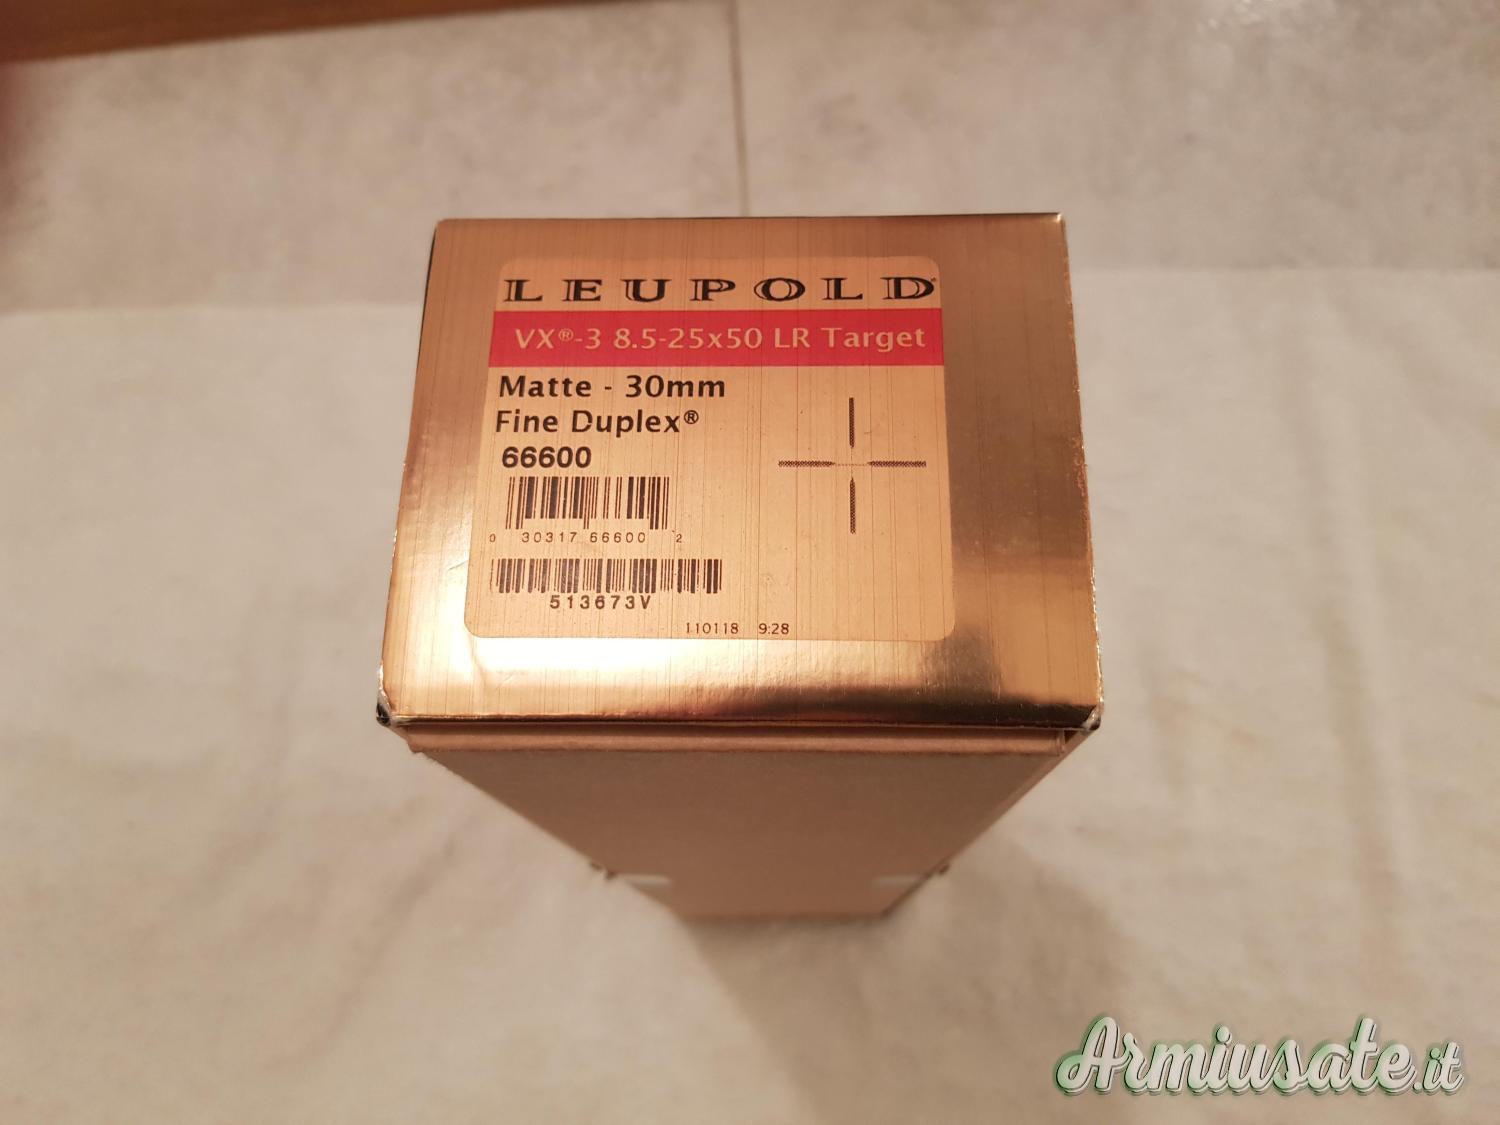 LEUPOLD®
VX®-3 8.5-25x50 LR Target
Matte - 30mm
Fine Duplex®
66600
0 30317 66600 2
513673V
110118 9:28
Armiusate.it